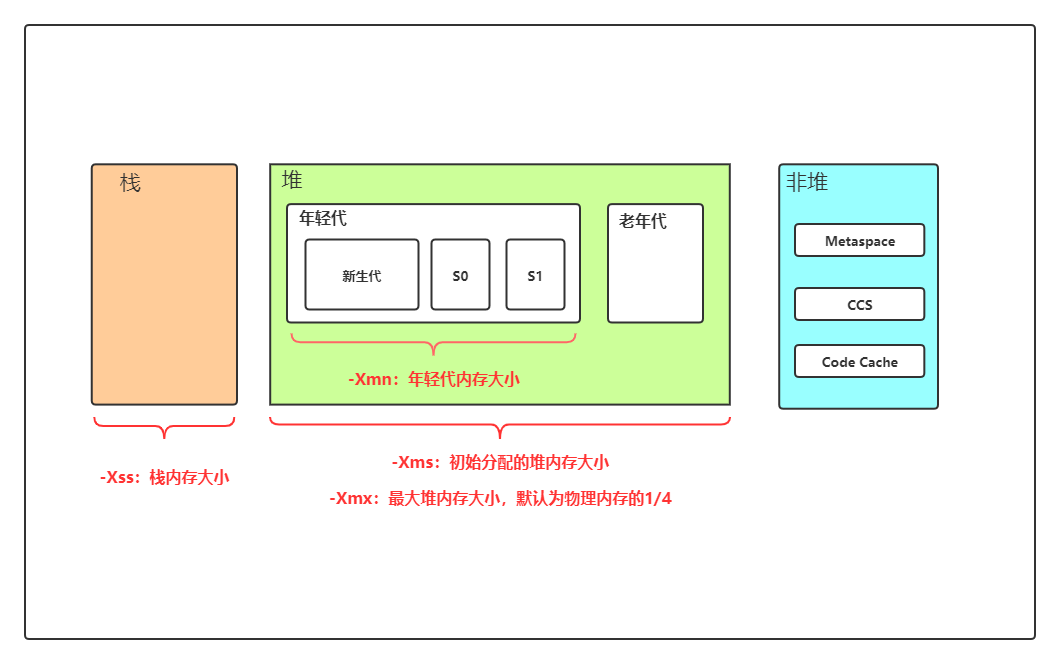 栈
堆
年轻代
新生代
S0
S1
老年代
-Xmn：年轻代内存大小
非堆
Metaspace
CCS
Code Cache
-Xss：栈内存大小
-Xms：初始分配的堆内存大小
-Xmx：最大堆内存大小，默认为物理内存的1/4